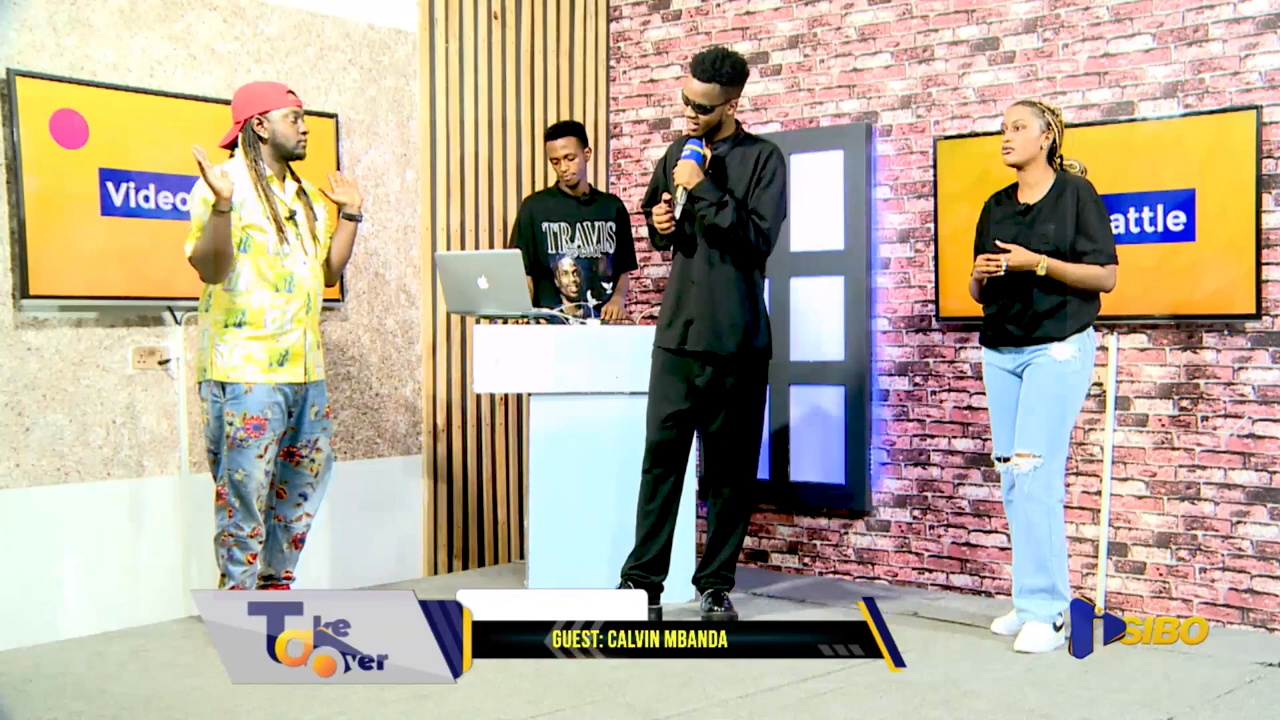 Video
TRAVIS
attle
Take
Over
GUEST: CALVIN MBANDA
iSIBO